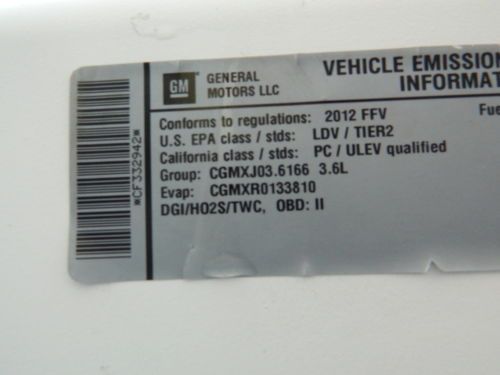 *CF332942*
GM
GENERAL
MOTORS LLC
VEHICLE EMISSION
INFORMAT
Conforms to regulations: 2012 FFV
Fue
U.S. EPA class / stds: LDV / TIER2
California class / stds: PC / ULEV qualified
Group: CGMXJ03.6166 3.6L
Evap: CGMXR0133810
DGI/HO2S/TWC, OBD: II